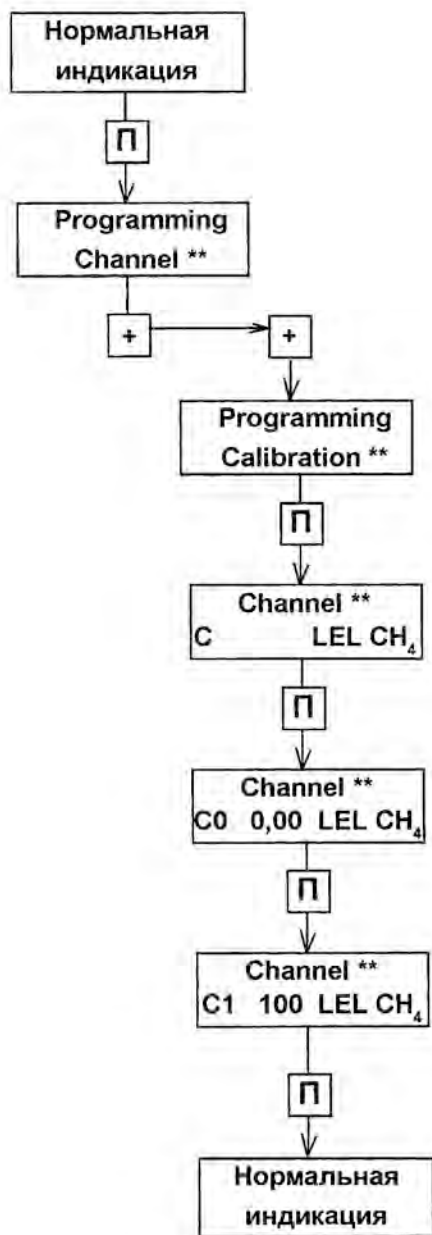 Нормальная
индикация
П
Programming
Channel **
+ +
Programming
Calibration **
П
Channel **
C LEL CH₄
П
Channel **
C0 0,00 LEL CH₄
П
Channel **
C1 100 LEL CH₄
П
Нормальная
индикация